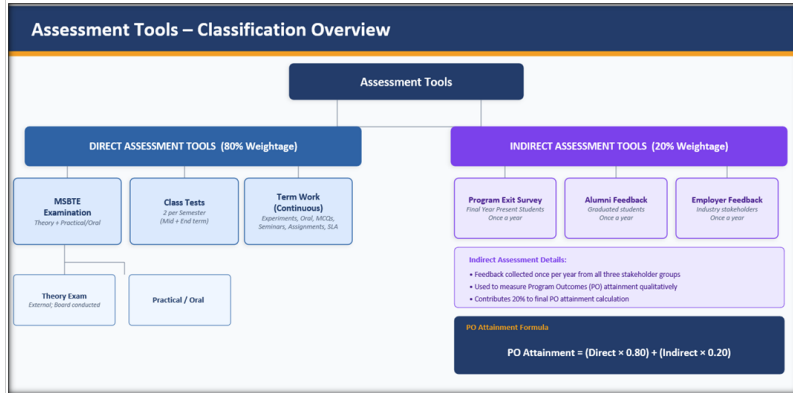 Assessment Tools – Classification Overview
Assessment Tools
DIRECT ASSESSMENT TOOLS (80% Weightage)
INDIRECT ASSESSMENT TOOLS (20% Weightage)
MSBTE
Examination
Theory + Practical/Oral
Class Tests
2 per Semester
(Mid + End term)
Term Work
(Continuous)
Experiments, Oral, MCQs,
Seminars, Assignments, SLA
Program Exit Survey
Final Year Present Students
Once a year
Alumni Feedback
Graduated students
Once a year
Employer Feedback
Industry stakeholders
Once a year
Theory Exam
External; Board conducted
Practical / Oral
Indirect Assessment Details:
• Feedback collected once per year from all three stakeholder groups
• Used to measure Program Outcomes (PO) attainment qualitatively
• Contributes 20% to final PO attainment calculation
PO Attainment Formula
PO Attainment = (Direct × 0.80) + (Indirect × 0.20)